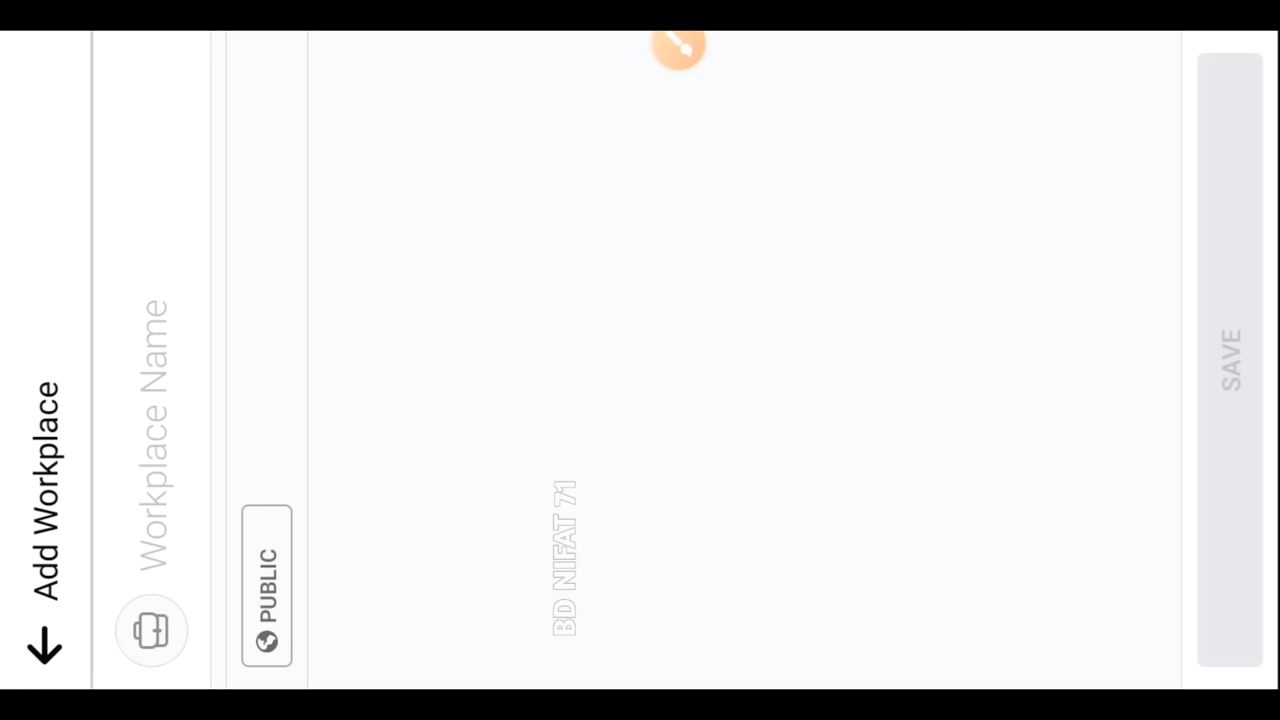 Add Workplace
Workplace Name
PUBLIC
BD NIFAT 71
SAVE